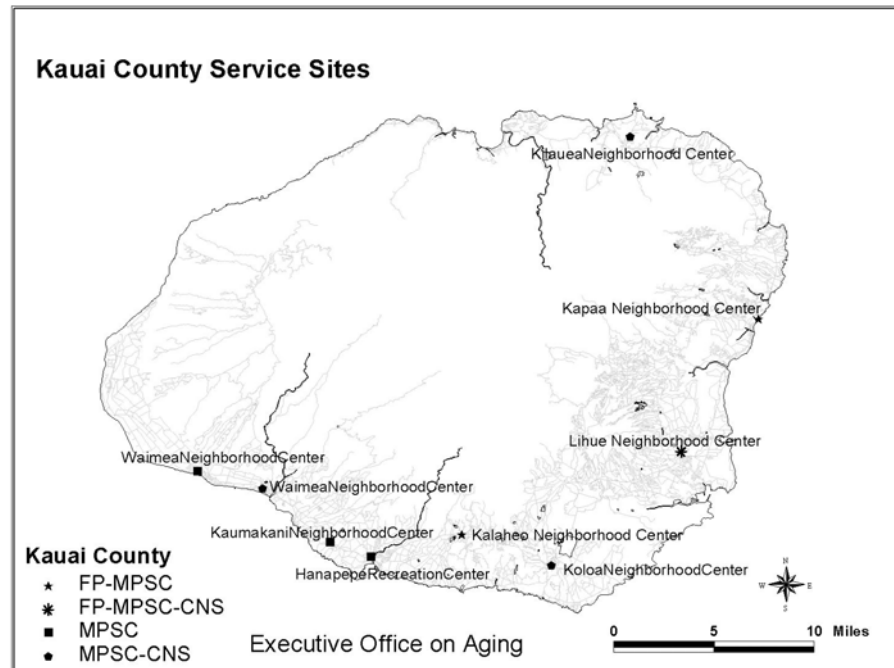 Kauai County Service Sites
KilaueaNeighborhood Center
Kapaa Neighborhood Center
Lihue Neighborhood Center
WaimeaNeighborhoodCenter
WaimeaNeighborhoodCenter
KaumakaniNeighborhoodCenter
Kalaheo Neighborhood Center
HanapepeRecreationCenter
KoloaNeighborhoodCenter
Kauai County
FP-MPSC
FP-MPSC-CNS
MPSC
MPSC-CNS
Executive Office on Aging
N
W E
S
0 5 10 Miles